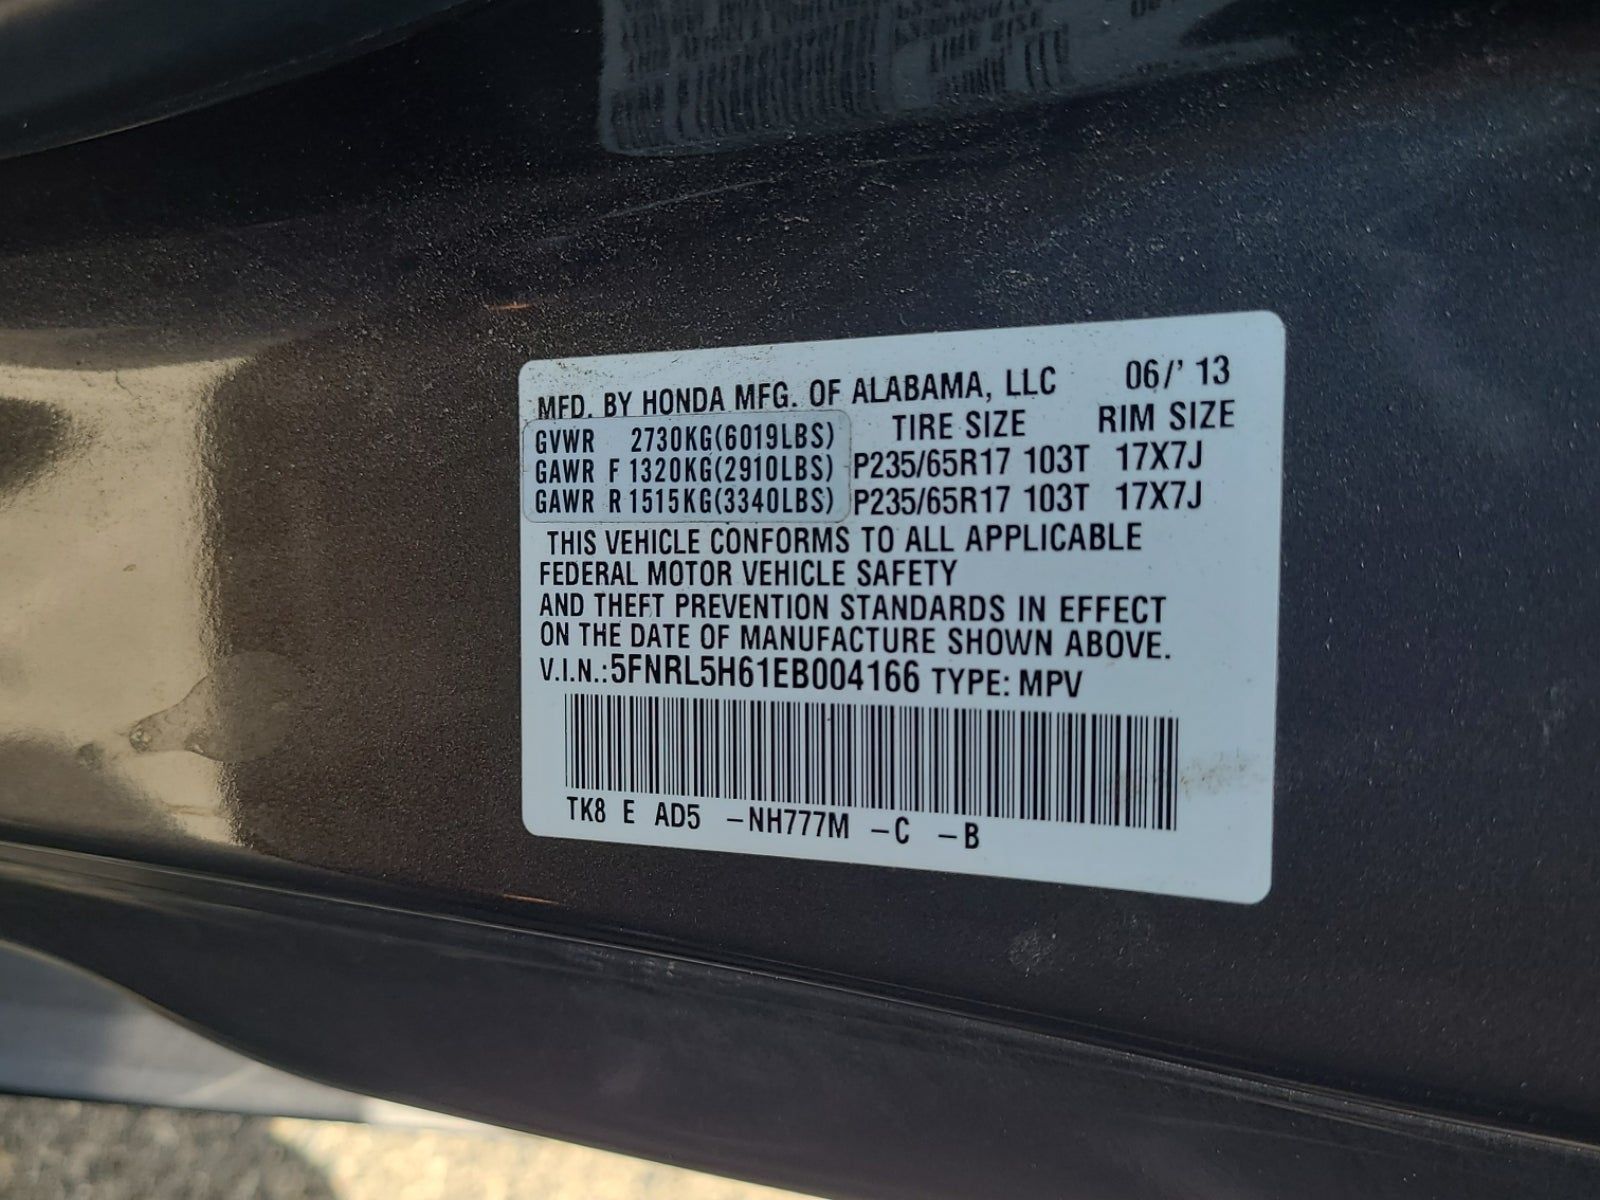 MFD. BY HONDA MFG. OF ALABAMA, LLC 06/' 13
TIRE SIZE RIM SIZE
GVWR 2730KG(6019LBS)
GAWR F 1320KG(2910LBS) P235/65R17 103T 17X7J
GAWR R 1515KG(3340LBS) P235/65R17 103T 17X7J
THIS VEHICLE CONFORMS TO ALL APPLICABLE
FEDERAL MOTOR VEHICLE SAFETY
AND THEFT PREVENTION STANDARDS IN EFFECT
ON THE DATE OF MANUFACTURE SHOWN ABOVE.
V.I.N.:5FNRL5H61EB004166 TYPE: MPV
TK8 E AD5 -NH777M -C -B